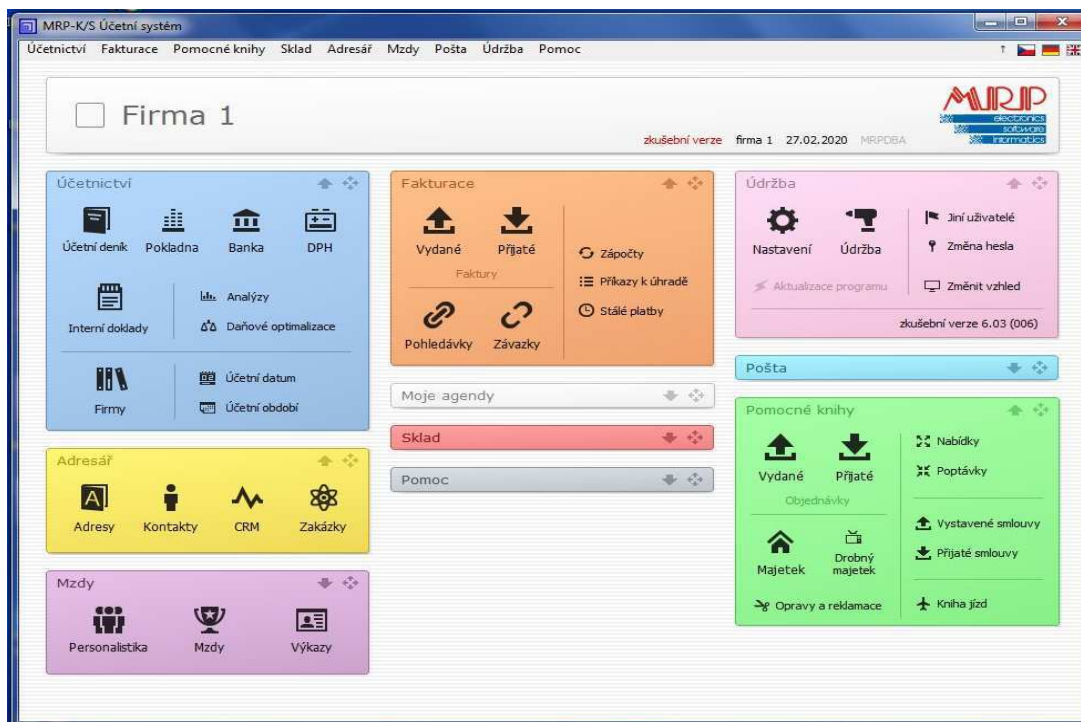 MRP-K/S Účetní systém
Účetnictví Fakturace Pomocné knihy Sklad Adresář Mzdy Pošta Údržba Pomoc
Firma 1
zkušební verze firma 1 27.02.2020 MRPDBA
MRP
electronics
software
informatics
Účetnictví
Účetní deník Pokladna Banka DPH
Interní doklady
Analýzy
Daňové optimalizace
Firmy
Účetní datum
Účetní období
Adresář
Adresy Kontakty CRM Zakázky
Mzdy
Personalistika Mzdy Výkazy
Fakturace
Vydané Přijaté
Faktury
Pohledávky Závazky
Zápočty
Příkazy k úhradě
Stálé platby
Moje agendy
Sklad
Pomoc
Údržba
Nastavení Údržba
Aktualizace programu
Jiní uživatelé
Změna hesla
Změnit vzhled
zkušební verze 6.03 (006)
Pošta
Pomocné knihy
Vydané Přijaté
Objednávky
Majetek
Drobný
majetek
Opravy a reklamace
Nabídky
Poptávky
Vystavené smlouvy
Přijaté smlouvy
Kniha jízd